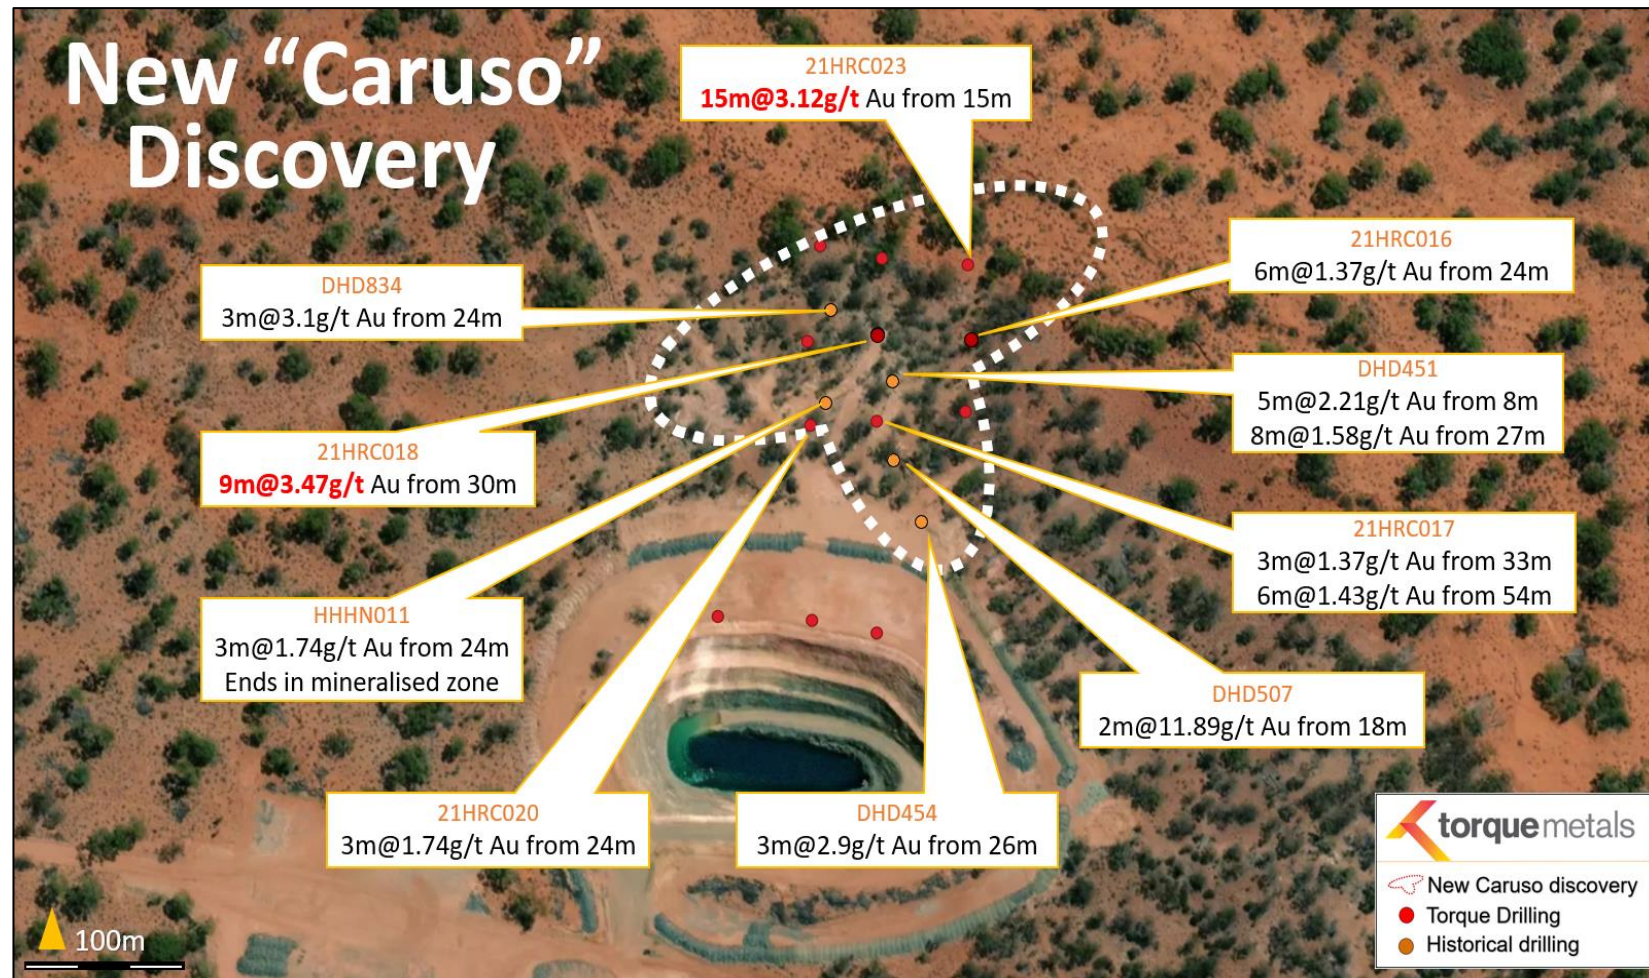 New “Caruso”
Discovery
21HRC023
15m@3.12g/t Au from 15m
21HRC016
6m@1.37g/t Au from 24m
DHD834
3m@3.1g/t Au from 24m
DHD451
5m@2.21g/t Au from 8m
8m@1.58g/t Au from 27m
21HRC018
9m@3.47g/t Au from 30m
21HRC017
3m@1.37g/t Au from 33m
6m@1.43g/t Au from 54m
HHHN011
3m@1.74g/t Au from 24m
Ends in mineralised zone
DHD507
2m@11.89g/t Au from 18m
21HRC020
3m@1.74g/t Au from 24m
DHD454
3m@2.9g/t Au from 26m
torquemetals
New Caruso discovery
Torque Drilling
Historical drilling
100m